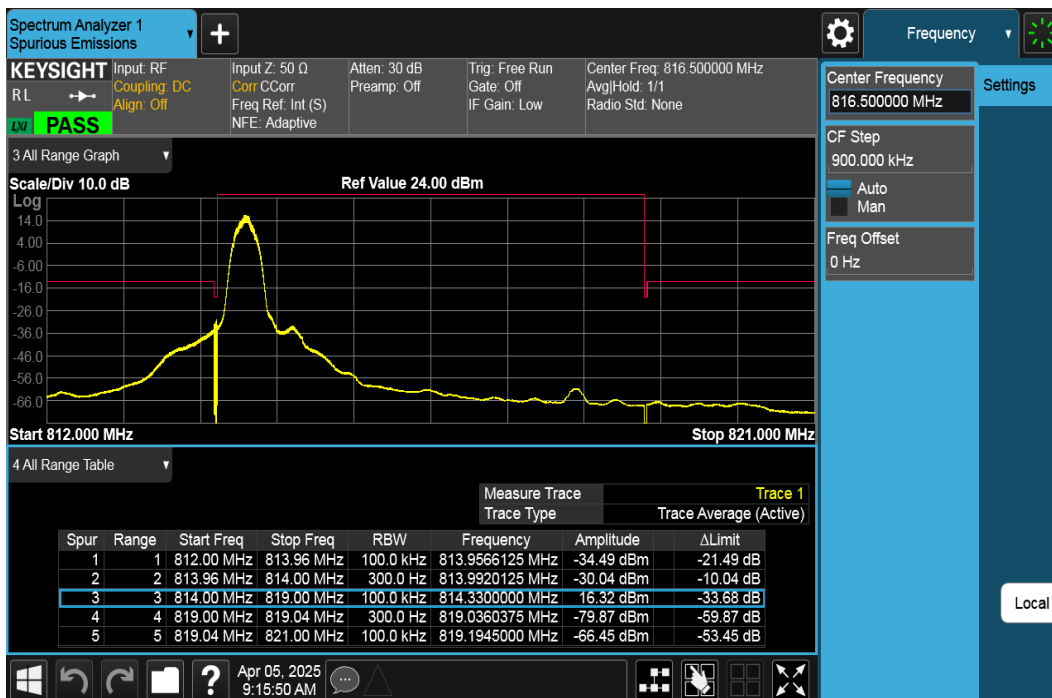 Spectrum Analyzer 1
Spurious Emissions
Frequency
KEYSIGHT
R L
LXI
PASS
Input: RF
Coupling: DC
Align: Off
Input Z: 50 Ω
Corr CCorr
Freq Ref: Int (S)
NFE: Adaptive
Atten: 30 dB
Preamp: Off
Trig: Free Run
Gate: Off
IF Gain: Low
Center Freq: 816.500000 MHz
Avg|Hold: 1/1
Radio Std: None
Center Frequency
816.500000 MHz
Settings
CF Step
900.000 kHz
Auto
Man
Freq Offset
0 Hz
3 All Range Graph
Scale/Div 10.0 dB
Ref Value 24.00 dBm
Log
14.0
4.00
-6.00
-16.0
-26.0
-36.0
-46.0
-56.0
-66.0
Start 812.000 MHz
Stop 821.000 MHz
4 All Range Table
Measure Trace Trace 1
Trace Type Trace Average (Active)
Spur Range Start Freq Stop Freq RBW Frequency Amplitude ΔLimit
1 1 812.00 MHz 813.96 MHz 100.0 kHz 813.9566125 MHz -34.49 dBm -21.49 dB
2 2 813.96 MHz 814.00 MHz 300.0 Hz 813.9920125 MHz -30.04 dBm -10.04 dB
3 3 814.00 MHz 819.00 MHz 100.0 kHz 814.3300000 MHz 16.32 dBm -33.68 dB
4 4 819.00 MHz 819.04 MHz 300.0 Hz 819.0360375 MHz -79.87 dBm -59.87 dB
5 5 819.04 MHz 821.00 MHz 100.0 kHz 819.1945000 MHz -66.45 dBm -53.45 dB
Local
?
Apr 05, 2025
9:15:50 AM